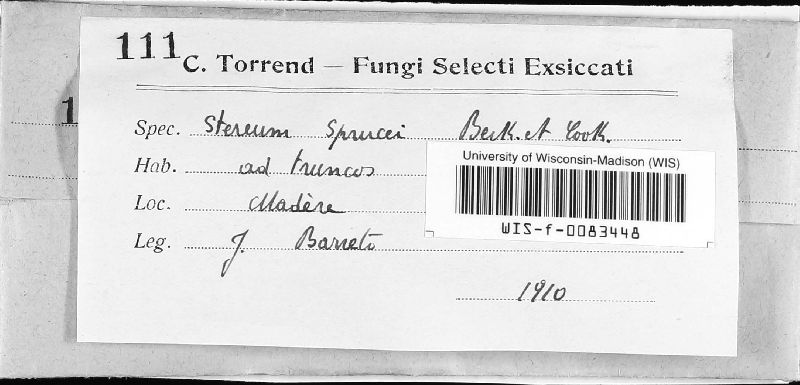 111 C. Torrend — Fungi Selecti Exsiccati
1
Spec. Stereum Sprucei Berk. et Cook.
Hab. ad truncos
Loc. Madère
Leg. J. Barreto
1910
University of Wisconsin-Madison (WIS)
WIS-f-0083448